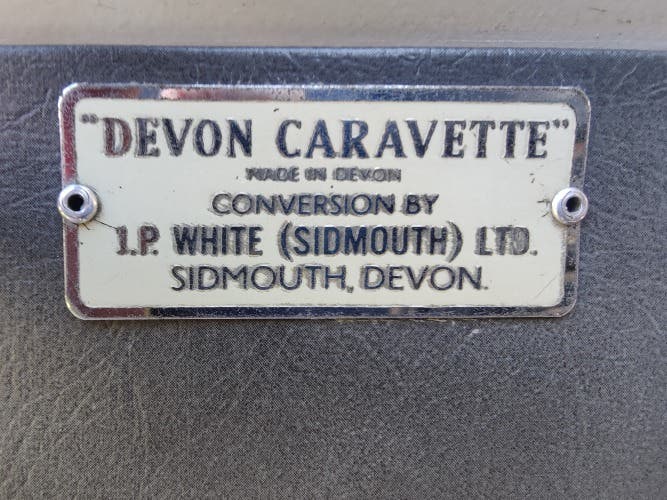 "DEVON CARAVETTE"
MADE IN DEVON
CONVERSION BY
J.P. WHITE (SIDMOUTH) LTD.
SIDMOUTH, DEVON.